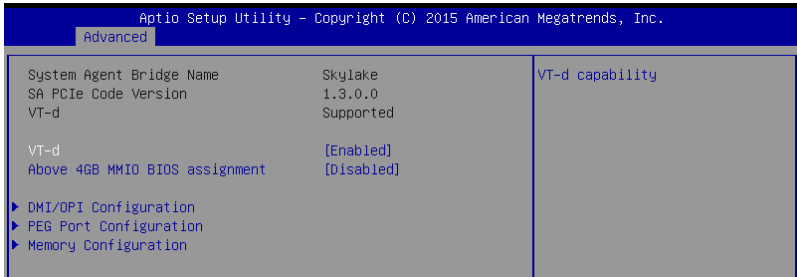 Aptio Setup Utility – Copyright (C) 2015 American Megatrends, Inc.
Advanced
System Agent Bridge Name Skylake VT-d capability
SA PCIe Code Version 1.3.0.0
VT-d Supported
VT-d [Enabled]
Above 4GB MMIO BIOS assignment [Disabled]
DMI/OPI Configuration
PEG Port Configuration
Memory Configuration